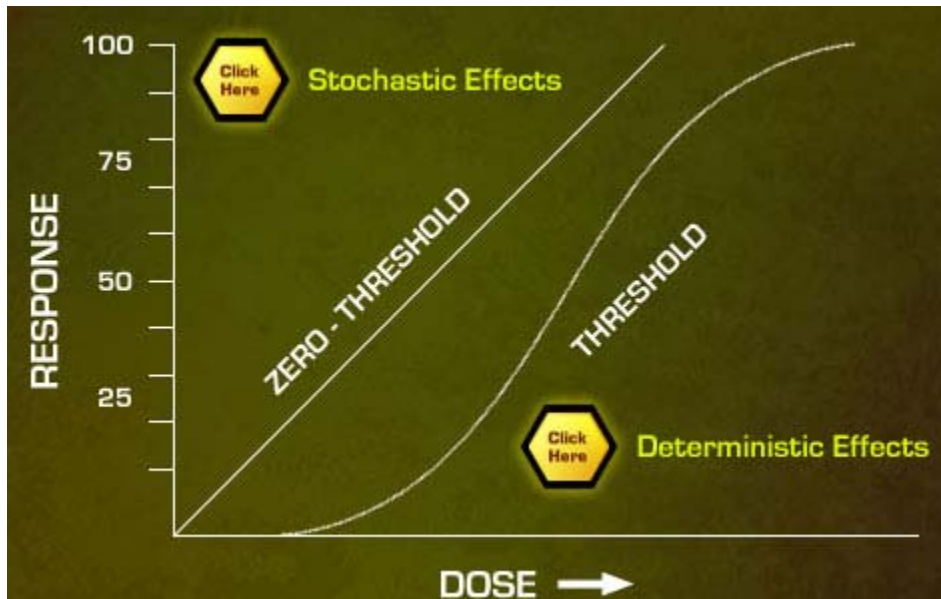 100
Click
Here
Stochastic Effects
75
RESPONSE
ZERO - THRESHOLD
THRESHOLD
50
25
Click
Here
Deterministic Effects
DOSE